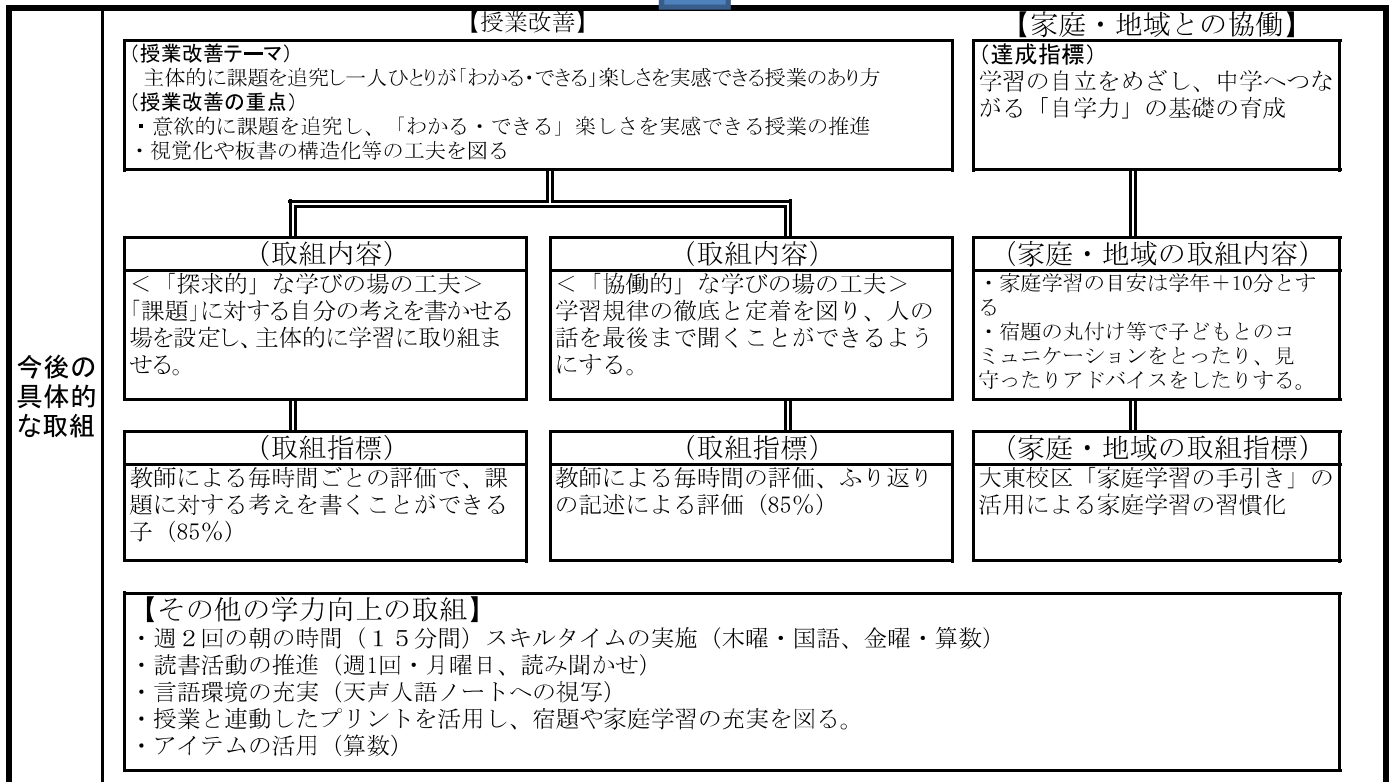 今後の
具体的
な取組
【授業改善】
(授業改善テーマ)
主体的に課題を追究し一人ひとりが「わかる・できる」楽しさを実感できる授業のあり方
(授業改善の重点)
・意欲的に課題を追究し、「わかる・できる」楽しさを実感できる授業の推進
・視覚化や板書の構造化等の工夫を図る
(取組内容)
＜「探求的」な学びの場の工夫＞
「課題」に対する自分の考えを書かせる
場を設定し、主体的に学習に取り組ま
せる。
(取組指標)
教師による毎時間ごとの評価で、課
題に対する考えを書くことができる
子（85%）
(取組内容)
＜「協働的」な学びの場の工夫＞
学習規律の徹底と定着を図り、人の
話を最後まで聞くことができるよう
にする。
(取組指標)
教師による毎時間の評価、ふり返り
の記述による評価（85%）
【家庭・地域との協働】
(達成指標)
学習の自立をめざし、中学へつな
がる「自学力」の基礎の育成
(家庭・地域の取組内容)
・家庭学習の目安は学年＋10分とす
る
・宿題の丸付け等で子どもとのコ
ミュニケーションをとったり、見
守ったりアドバイスをしたりする。
(家庭・地域の取組指標)
大東校区「家庭学習の手引き」の
活用による家庭学習の習慣化
【その他の学力向上の取組】
・週２回の朝の時間（１５分間）スキルタイムの実施（木曜・国語、金曜・算数）
・読書活動の推進（週1回・月曜日、読み聞かせ）
・言語環境の充実（天声人語ノートへの視写）
・授業と連動したプリントを活用し、宿題や家庭学習の充実を図る。
・アイテムの活用（算数）